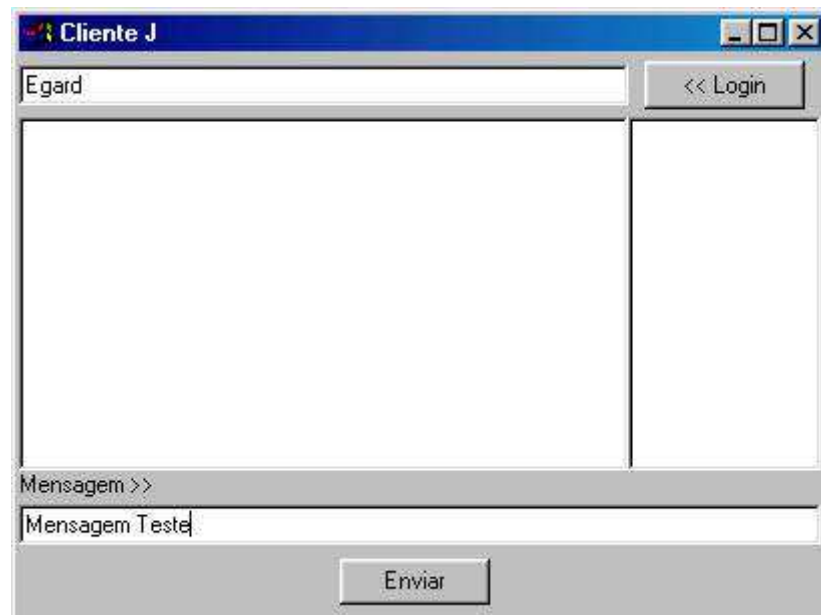 Cliente J
Egard
<< Login
Mensagem >>
Mensagem Teste
Enviar